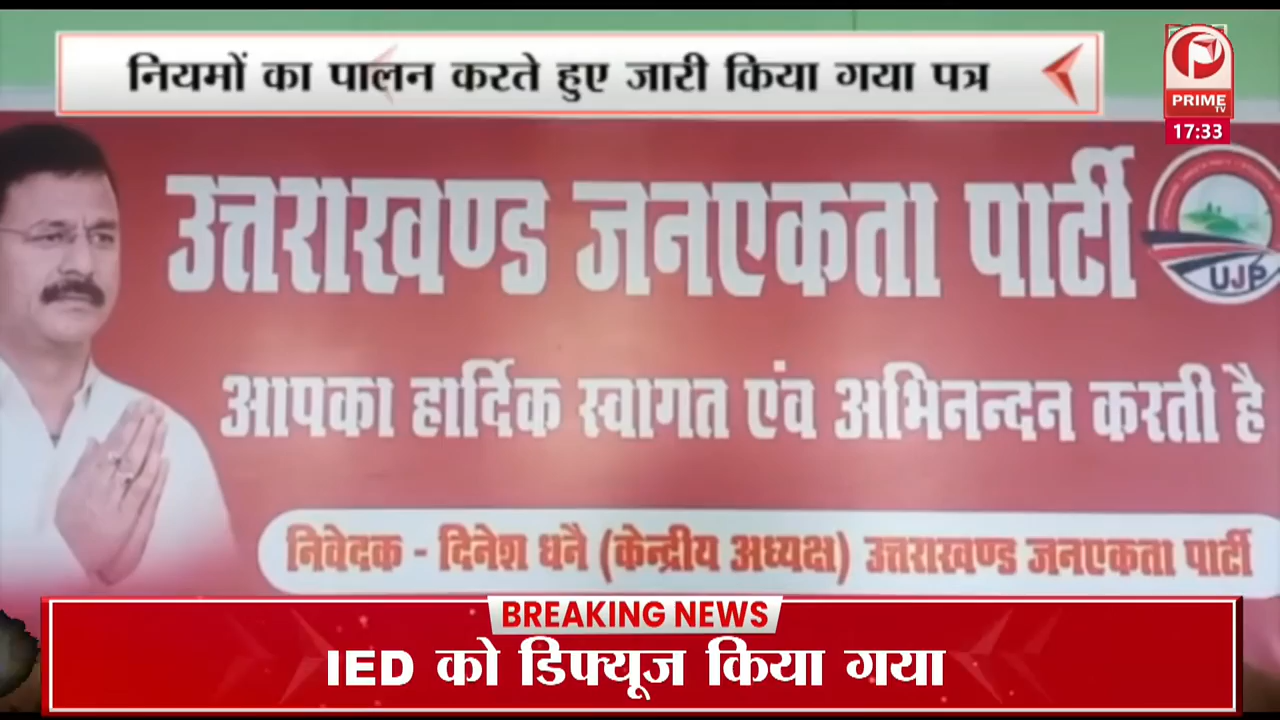 नियमों का पालन करते हुए जारी किया गया पत्र
PRIME
TV
17:33
उत्तराखण्ड जनएकता पार्टी
UJP
आपका हार्दिक स्वागत एंव अभिनन्दन करती है
निवेदक - दिनेश धनै (केन्द्रीय अध्यक्ष) उत्तराखण्ड जनएकता पार्टी
BREAKING NEWS
IED को डिफ्यूज किया गया